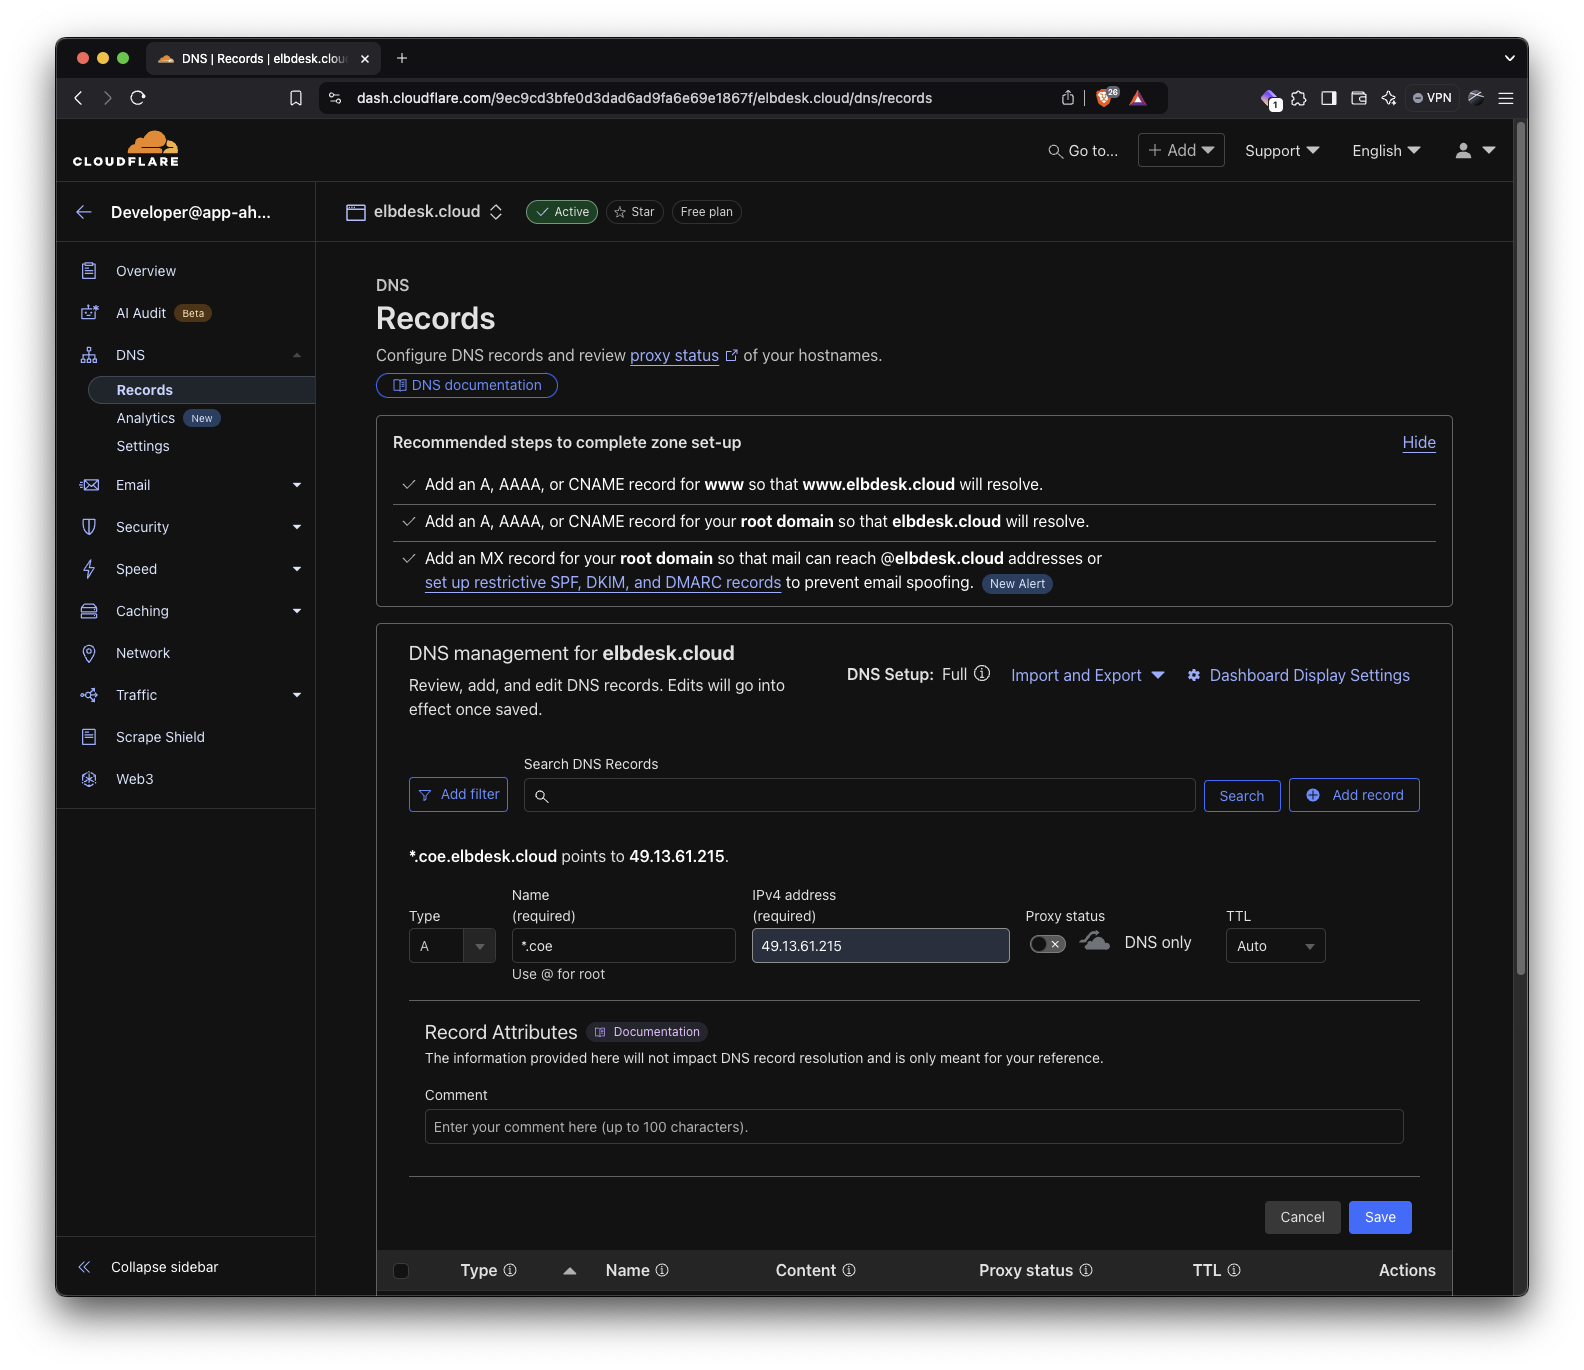 DNS | Records | elbdesk.clou
dash.cloudflare.com/9ec9cd3bfe0d3dad6ad9fa6e69e1867f/elbdesk.cloud/dns/records
26
1
VPN
CLOUDFLARE
Go to...
Add
Support
English
Developer@app-ah...
elbdesk.cloud
Active
Star
Free plan
Overview
AI Audit Beta
DNS
Records
Analytics New
Settings
Email
Security
Speed
Caching
Network
Traffic
Scrape Shield
Web3
Collapse sidebar
DNS
Records
Configure DNS records and review proxy status of your hostnames.
DNS documentation
Recommended steps to complete zone set-up
Hide
Add an A, AAAA, or CNAME record for www so that www.elbdesk.cloud will resolve.
Add an A, AAAA, or CNAME record for your root domain so that elbdesk.cloud will resolve.
Add an MX record for your root domain so that mail can reach @elbdesk.cloud addresses or
set up restrictive SPF, DKIM, and DMARC records to prevent email spoofing. New Alert
DNS management for elbdesk.cloud
Review, add, and edit DNS records. Edits will go into
effect once saved.
DNS Setup: Full
Import and Export
Dashboard Display Settings
Search DNS Records
Add filter
Search
Add record
*.coe.elbdesk.cloud points to 49.13.61.215.
Type
Name
(required)
IPv4 address
(required)
Proxy status
TTL
A
*.coe
49.13.61.215
DNS only
Auto
Use @ for root
Record Attributes Documentation
The information provided here will not impact DNS record resolution and is only meant for your reference.
Comment
Enter your comment here (up to 100 characters).
Cancel
Save
Type Name Content Proxy status TTL Actions